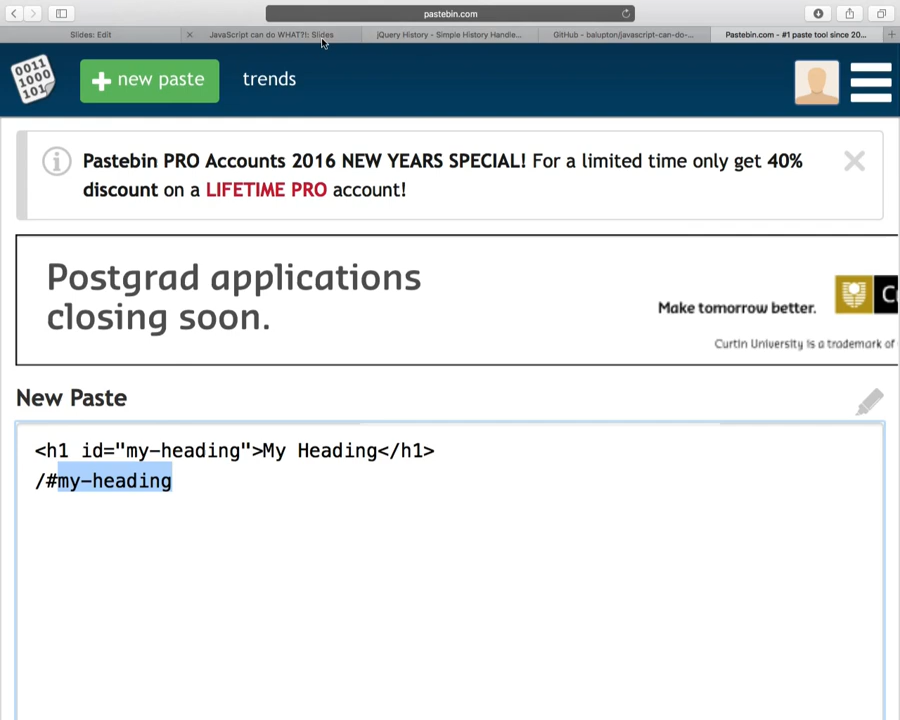 pastebin.com
Slides: Edit
JavaScript can do WHAT?!: Slides
jQuery History - Simple History Handle...
GitHub - balupton/javascript-can-do-...
Pastebin.com - #1 paste tool since 20...
0011
1000
101
new paste
trends
Pastebin PRO Accounts 2016 NEW YEARS SPECIAL! For a limited time only get 40%
discount on a LIFETIME PRO account!
Postgrad applications
closing soon.
Make tomorrow better.
C
Curtin University is a trademark of
New Paste
<h1 id="my-heading">My Heading</h1>
/#my-heading